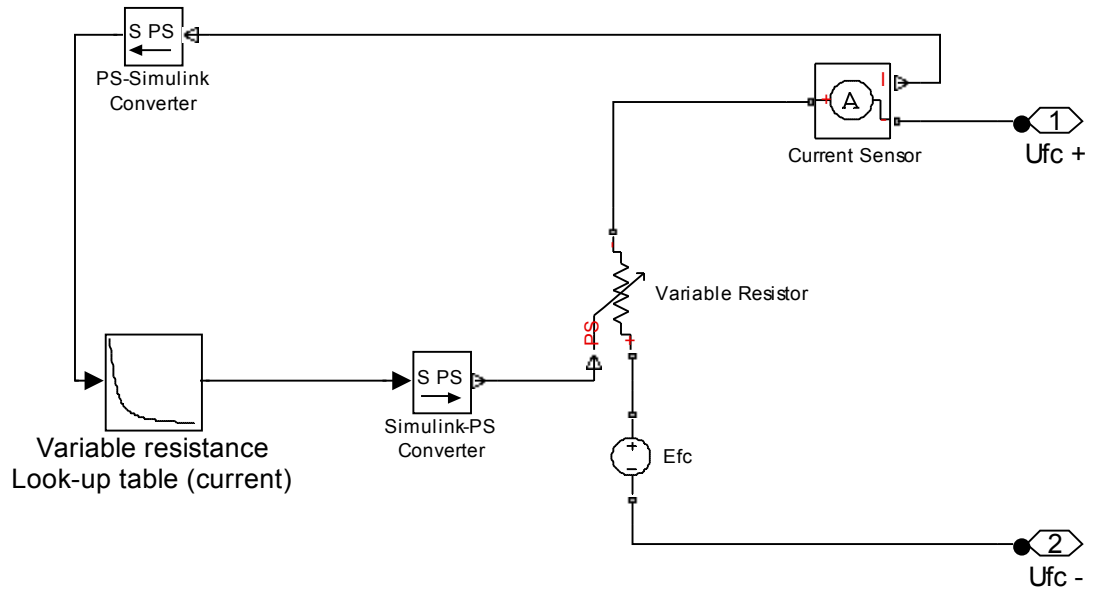 S PS
PS-Simulink
Converter
I
+
A
-
Current Sensor
1
Ufc +
-
Variable Resistor
PS
+
S PS
Simulink-PS
Converter
Variable resistance
Look-up table (current)
+
−
Efc
2
Ufc -